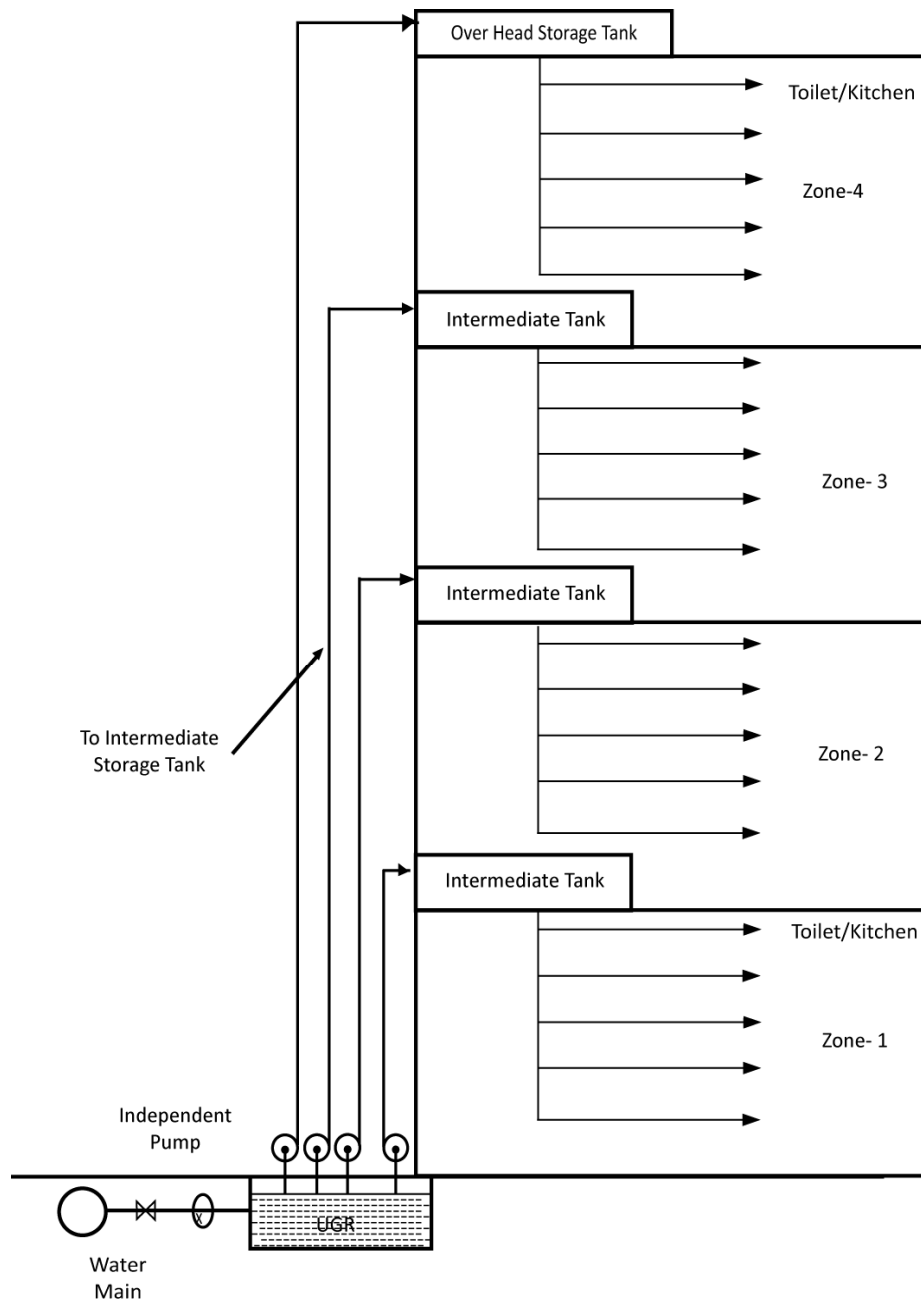 Over Head Storage Tank
Toilet/Kitchen
Zone-4
Intermediate Tank
Zone- 3
Intermediate Tank
To Intermediate
Storage Tank
Zone- 2
Intermediate Tank
Toilet/Kitchen
Zone- 1
Independent
Pump
X
UGR
Water
Main